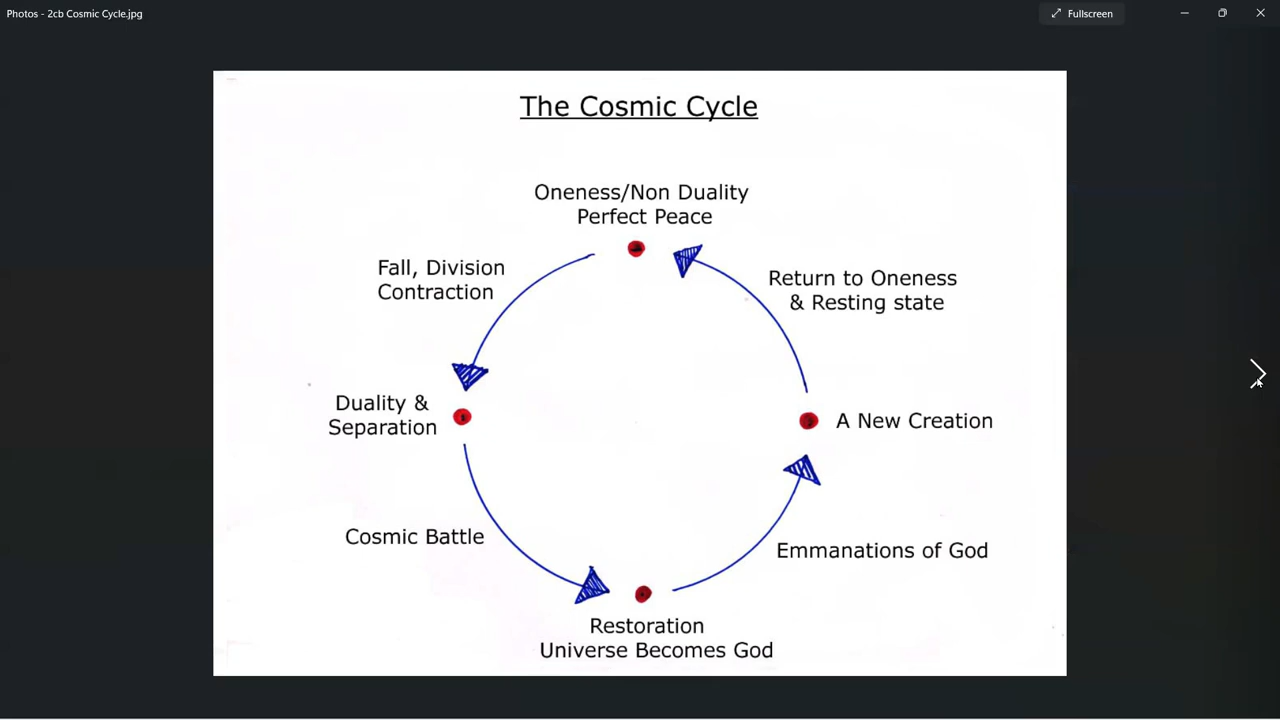 Photos - 2cb Cosmic Cycle.jpg
Fullscreen
The Cosmic Cycle
Oneness/Non Duality
Perfect Peace
Fall, Division
Contraction
Return to Oneness
& Resting state
Duality &
Separation
A New Creation
Cosmic Battle
Emmanations of God
Restoration
Universe Becomes God